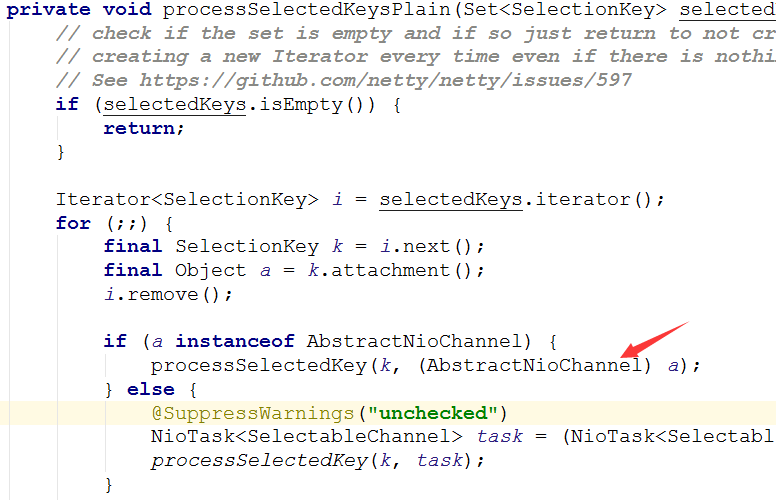 private void processSelectedKeysPlain(Set<SelectionKey> selected
// check if the set is empty and if so just return to not cr
// creating a new Iterator every time even if there is nothi
// See https://github.com/netty/netty/issues/597
if (selectedKeys.isEmpty()) {
return;
}
Iterator<SelectionKey> i = selectedKeys.iterator();
for (;;) {
final SelectionKey k = i.next();
final Object a = k.attachment();
i.remove();
if (a instanceof AbstractNioChannel) {
processSelectedKey(k, (AbstractNioChannel) a);
} else {
@SuppressWarnings("unchecked")
NioTask<SelectableChannel> task = (NioTask<Selectabl
processSelectedKey(k, task);
}